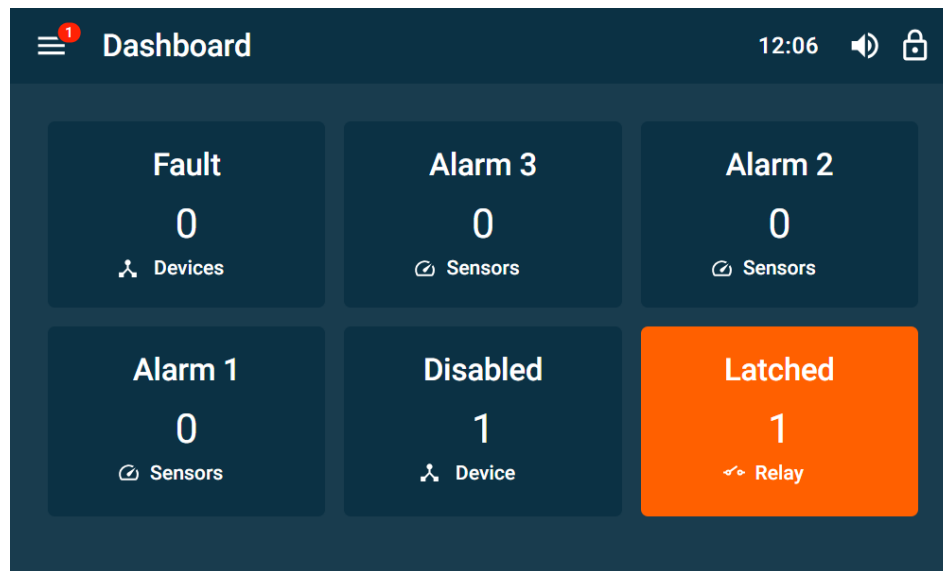 1
Dashboard
12:06
Fault
0
Devices
Alarm 3
0
Sensors
Alarm 2
0
Sensors
Alarm 1
0
Sensors
Disabled
1
Device
Latched
1
Relay